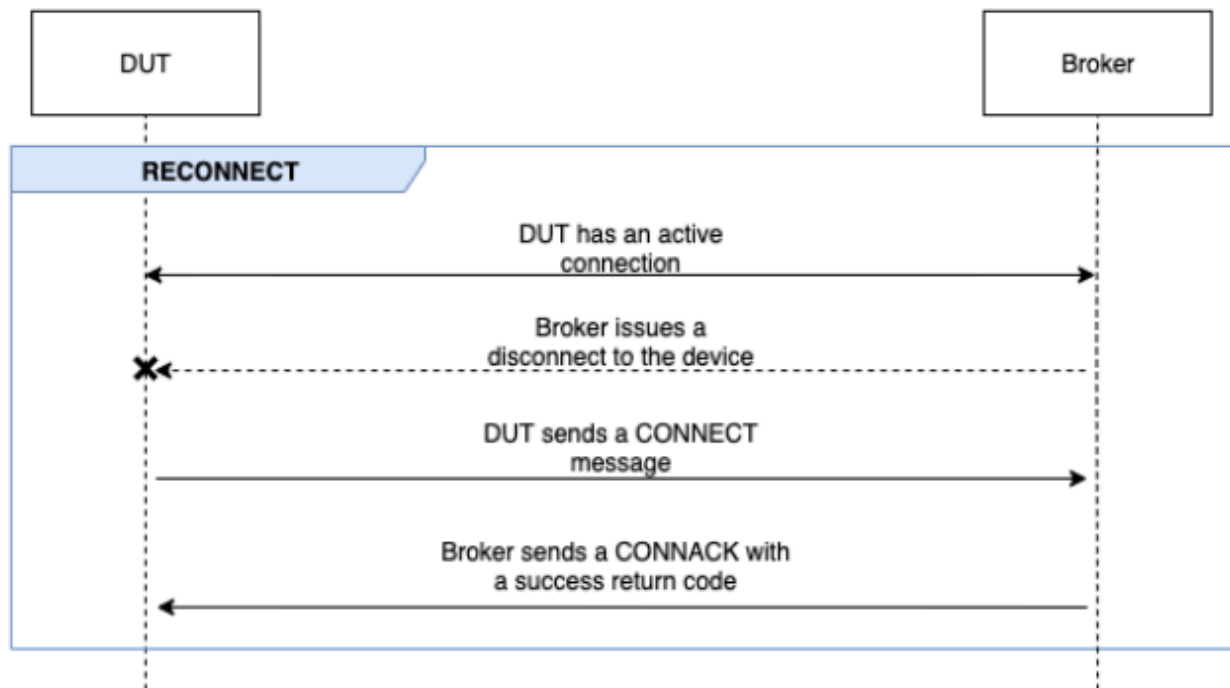 DUT
Broker
RECONNECT
DUT has an active
connection
Broker issues a
disconnect to the device
DUT sends a CONNECT
message
Broker sends a CONNACK with
a success return code